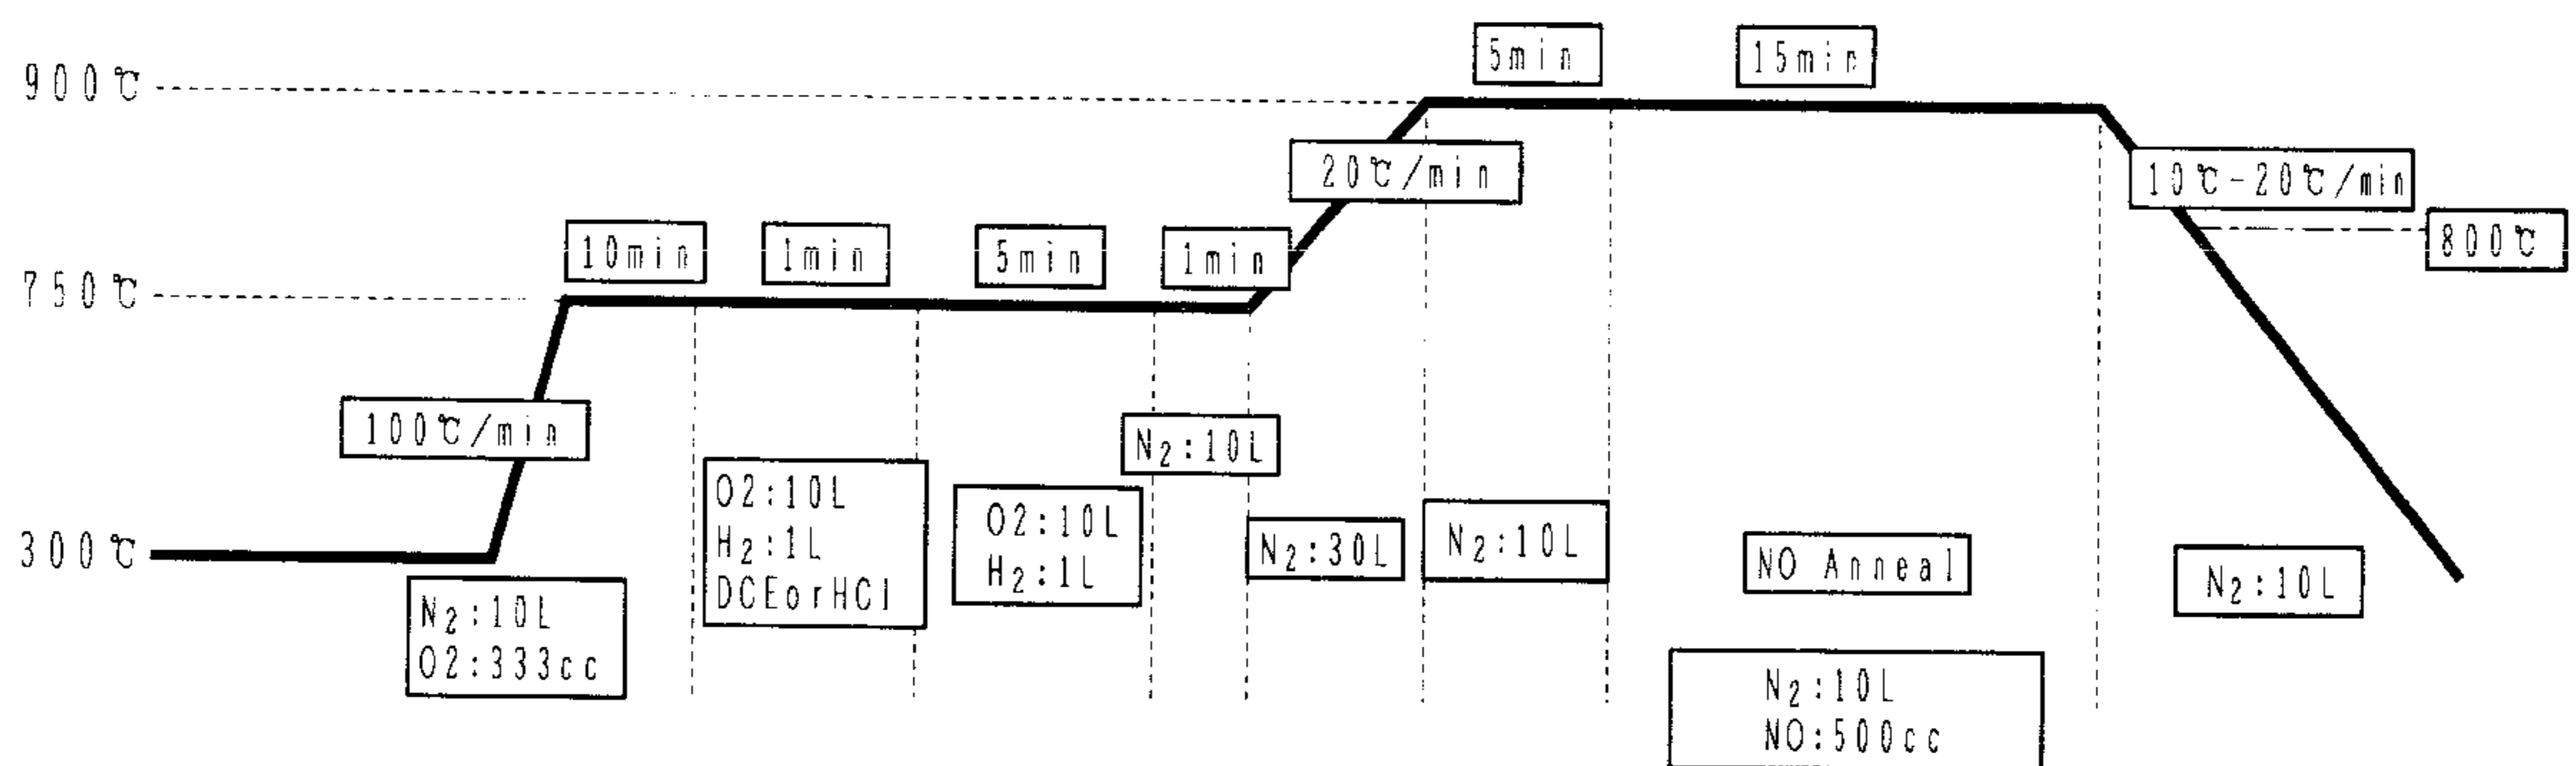 5min
15min
900℃
20℃/min
10℃-20℃/min
10min
1min
5min
1min
800℃
750℃
100℃/min
N2:10L
O2:10L
H2:1L
DCEorHCl
O2:10L
H2:1L
N2:30L
N2:10L
NO Anneal
300℃
N2:10L
O2:333cc
N2:10L
N2:10L
NO:500cc